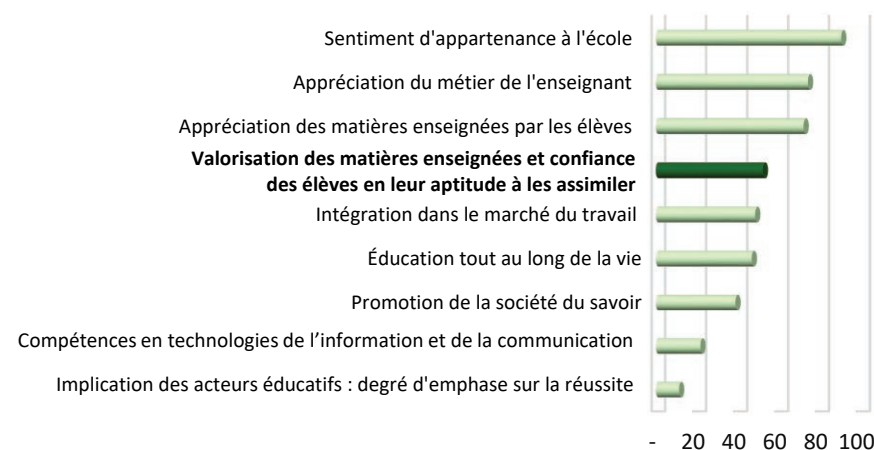 Sentiment d'appartenance à l'école
Appréciation du métier de l'enseignant
Appréciation des matières enseignées par les élèves
Valorisation des matières enseignées et confiance
des élèves en leur aptitude à les assimiler
Intégration dans le marché du travail
Éducation tout au long de la vie
Promotion de la société du savoir
Compétences en technologies de l’information et de la communication
Implication des acteurs éducatifs : degré d'emphase sur la réussite
- 20 40 60 80 100